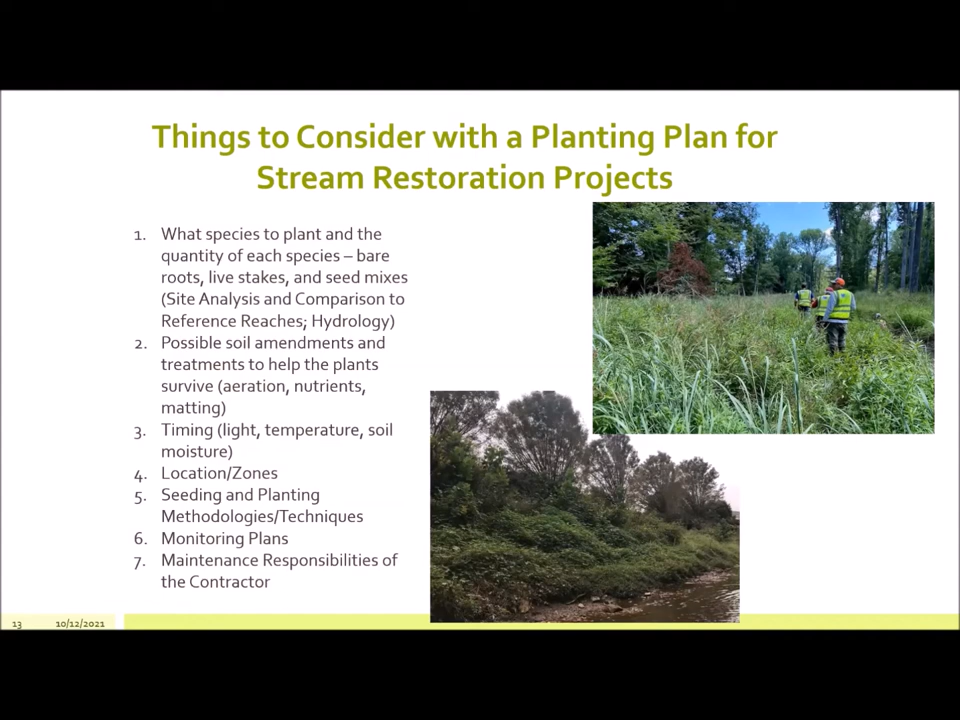 Things to Consider with a Planting Plan for
Stream Restoration Projects
1. What species to plant and the
quantity of each species – bare
roots, live stakes, and seed mixes
(Site Analysis and Comparison to
Reference Reaches; Hydrology)
2. Possible soil amendments and
treatments to help the plants
survive (aeration, nutrients,
matting)
3. Timing (light, temperature, soil
moisture)
4. Location/Zones
5. Seeding and Planting
Methodologies/Techniques
6. Monitoring Plans
7. Maintenance Responsibilities of
the Contractor
13 10/12/2021